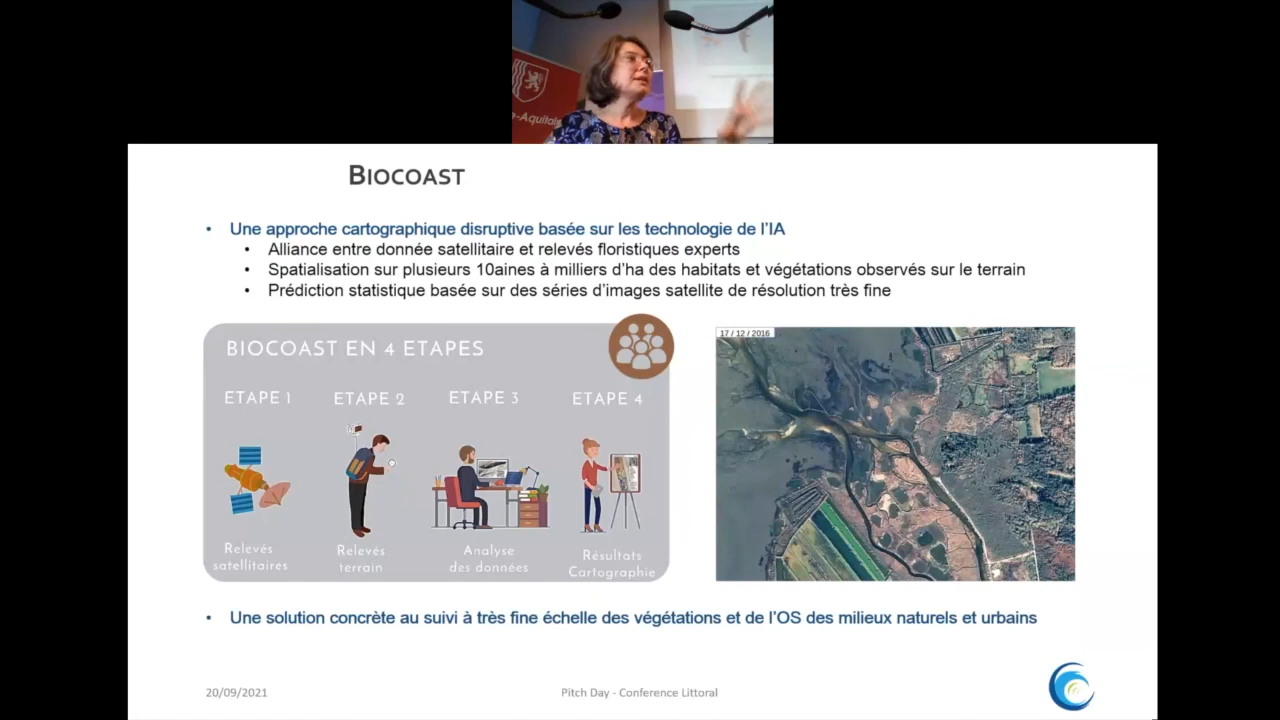 e-Aquitai
BIOCOAST
• Une approche cartographique disruptive basée sur les technologie de l'IA
• Alliance entre donnée satellitaire et relevés floristiques experts
• Spatialisation sur plusieurs 10aines à milliers d'ha des habitats et végétations observés sur le terrain
• Prédiction statistique basée sur des séries d'images satellite de résolution très fine
BIOCOAST EN 4 ETAPES
ETAPE 1
ETAPE 2
ETAPE 3
ETAPE 4
Relevés
satellitaires
Relevés
terrain
Analyse
des données
Résultats
Cartographie
17 / 12 / 2016
• Une solution concrète au suivi à très fine échelle des végétations et de l'OS des milieux naturels et urbains
20/09/2021
Pitch Day - Conference Littoral